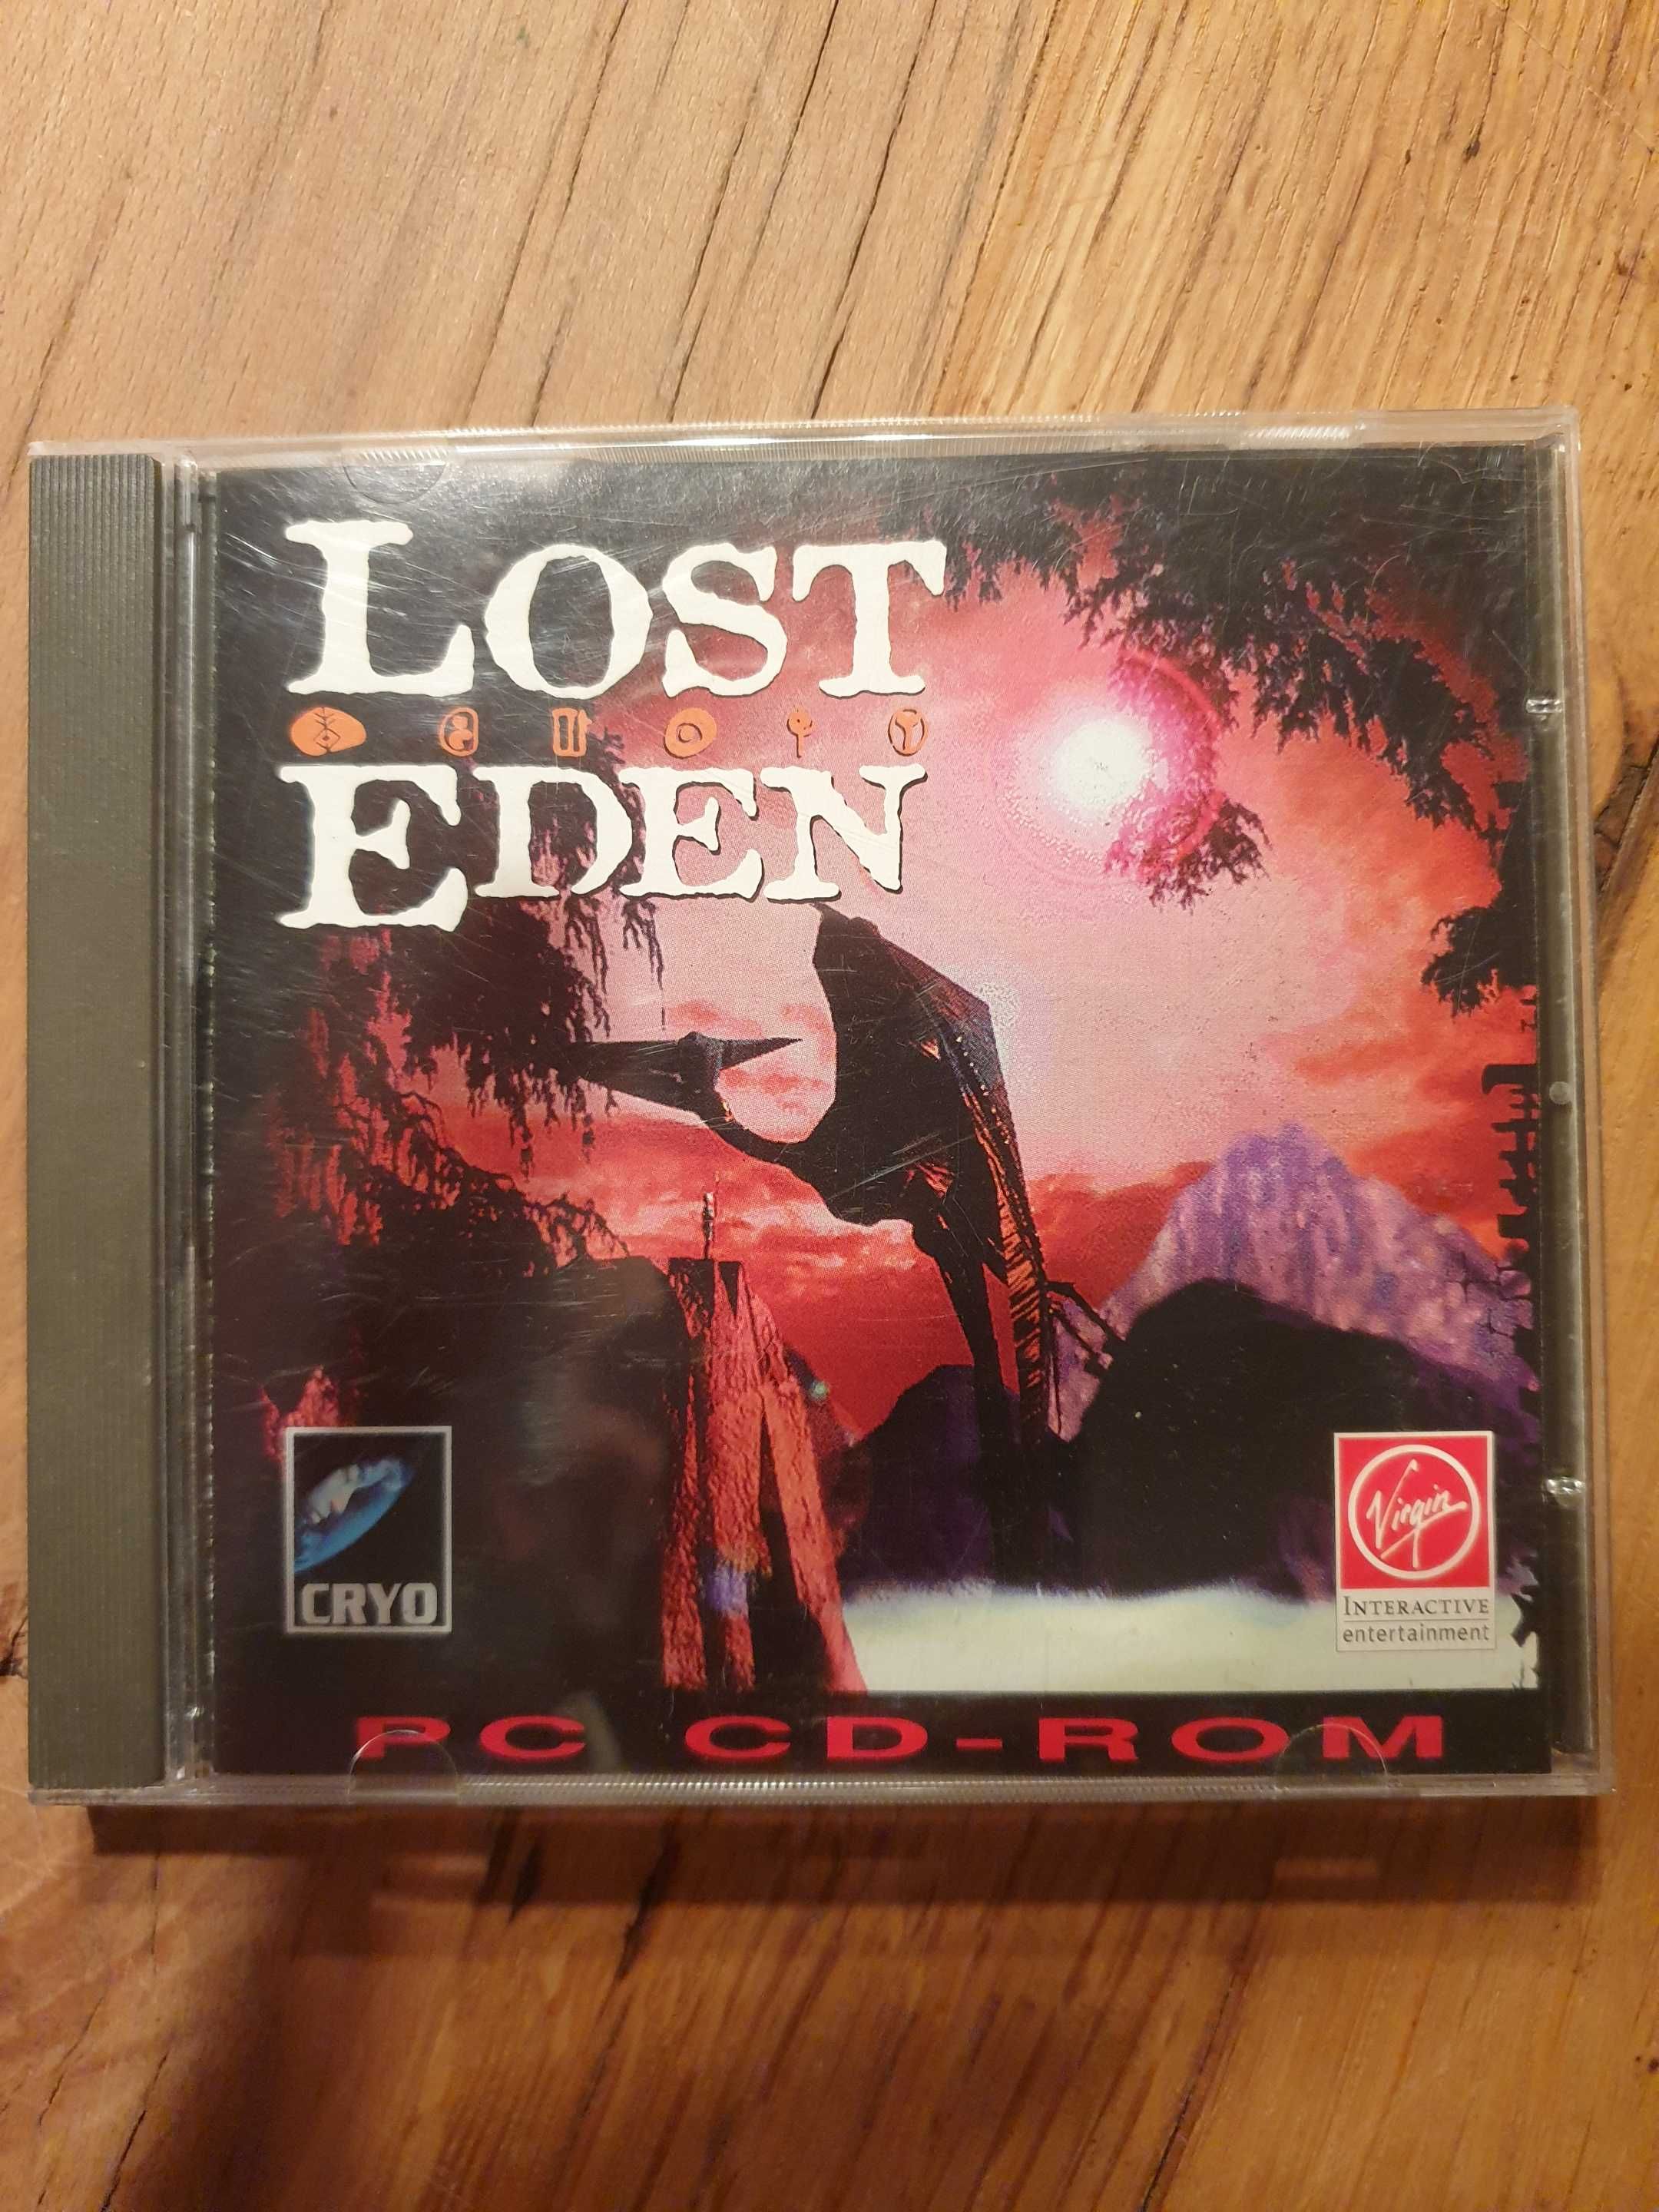 LOST
EDEN
CRYO
Virgin
INTERACTIVE
entertainment
PC CD-ROM